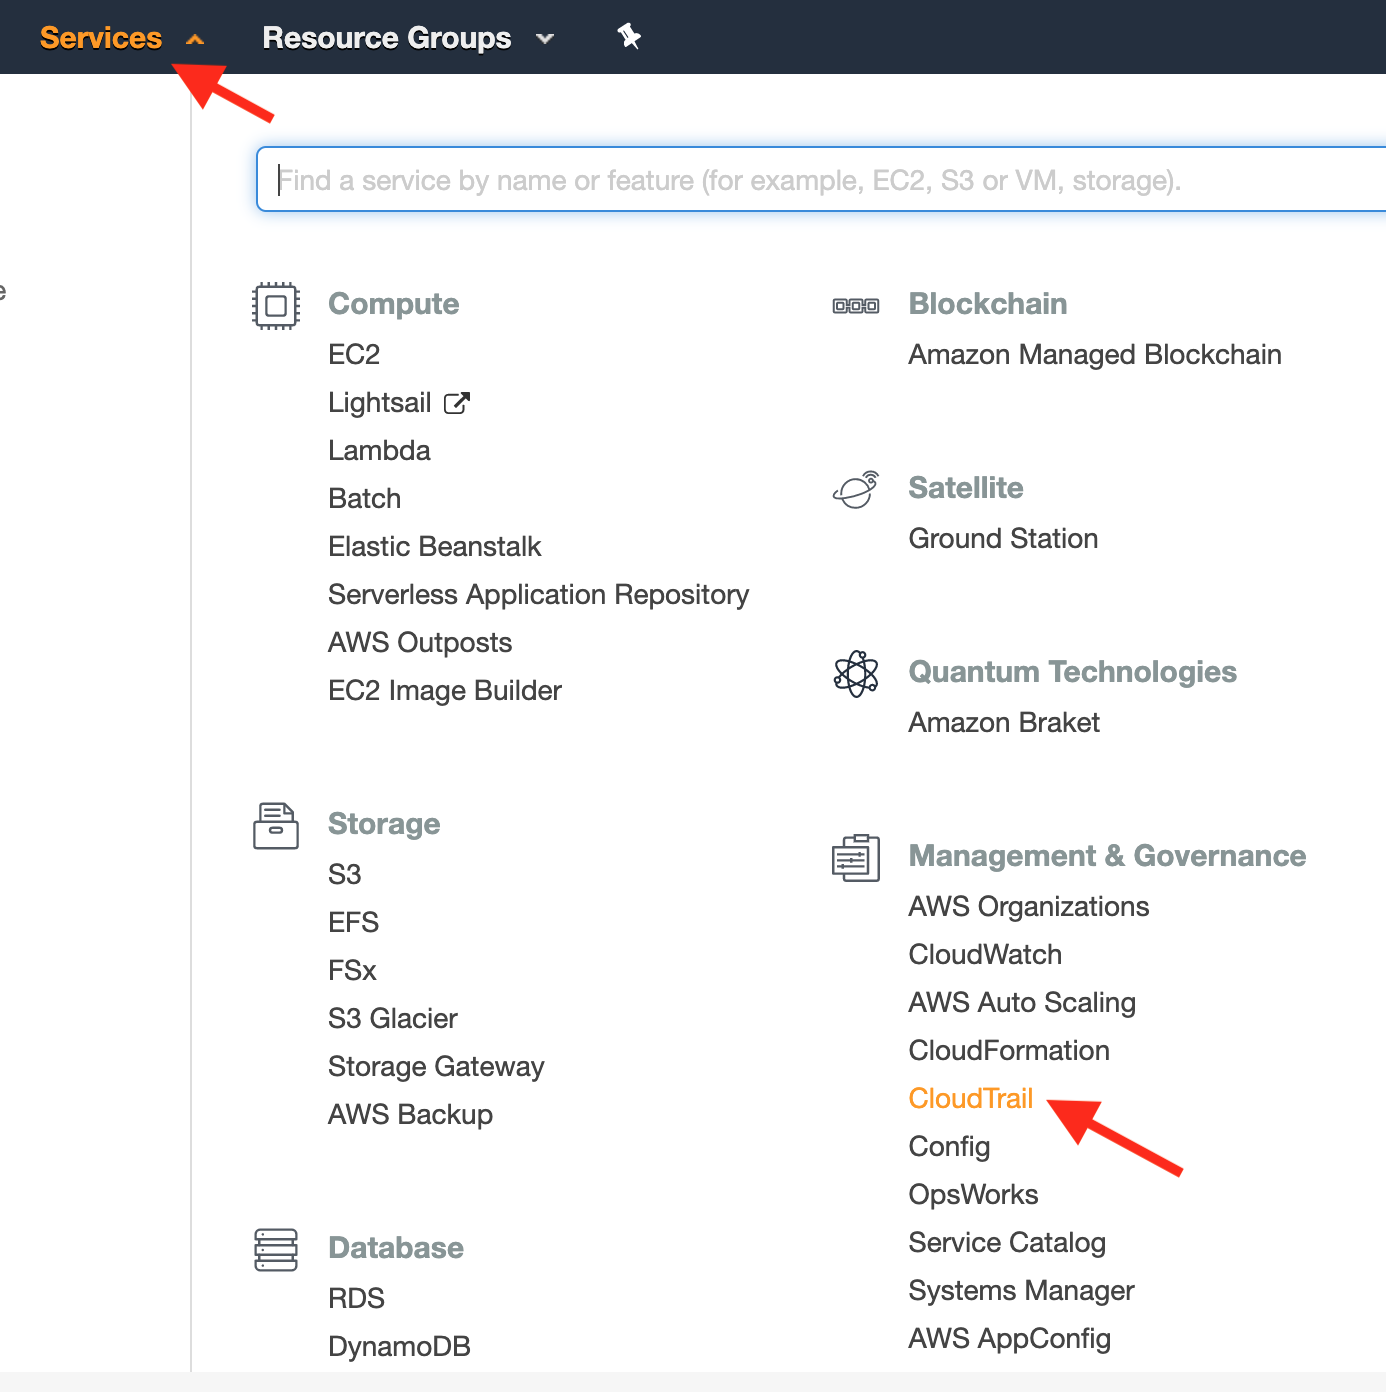 Services Resource Groups
Find a service by name or feature (for example, EC2, S3 or VM, storage).
e
Compute
EC2
Lightsail
Lambda
Batch
Elastic Beanstalk
Serverless Application Repository
AWS Outposts
EC2 Image Builder
Storage
S3
EFS
FSx
S3 Glacier
Storage Gateway
AWS Backup
Database
RDS
DynamoDB
Blockchain
Amazon Managed Blockchain
Satellite
Ground Station
Quantum Technologies
Amazon Braket
Management & Governance
AWS Organizations
CloudWatch
AWS Auto Scaling
CloudFormation
CloudTrail
Config
OpsWorks
Service Catalog
Systems Manager
AWS AppConfig